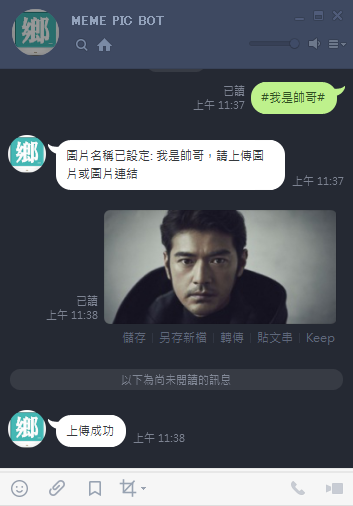 鄉
MEME PIC BOT
已讀
上午 11:37
#我是帥哥#
鄉
圖片名稱已設定: 我是帥哥，請上傳圖
片或圖片連結
上午 11:37
已讀
上午 11:38
儲存 | 另存新檔 | 轉傳 | 貼文串 | Keep
以下為尚未閱讀的訊息
鄉
上傳成功
上午 11:38